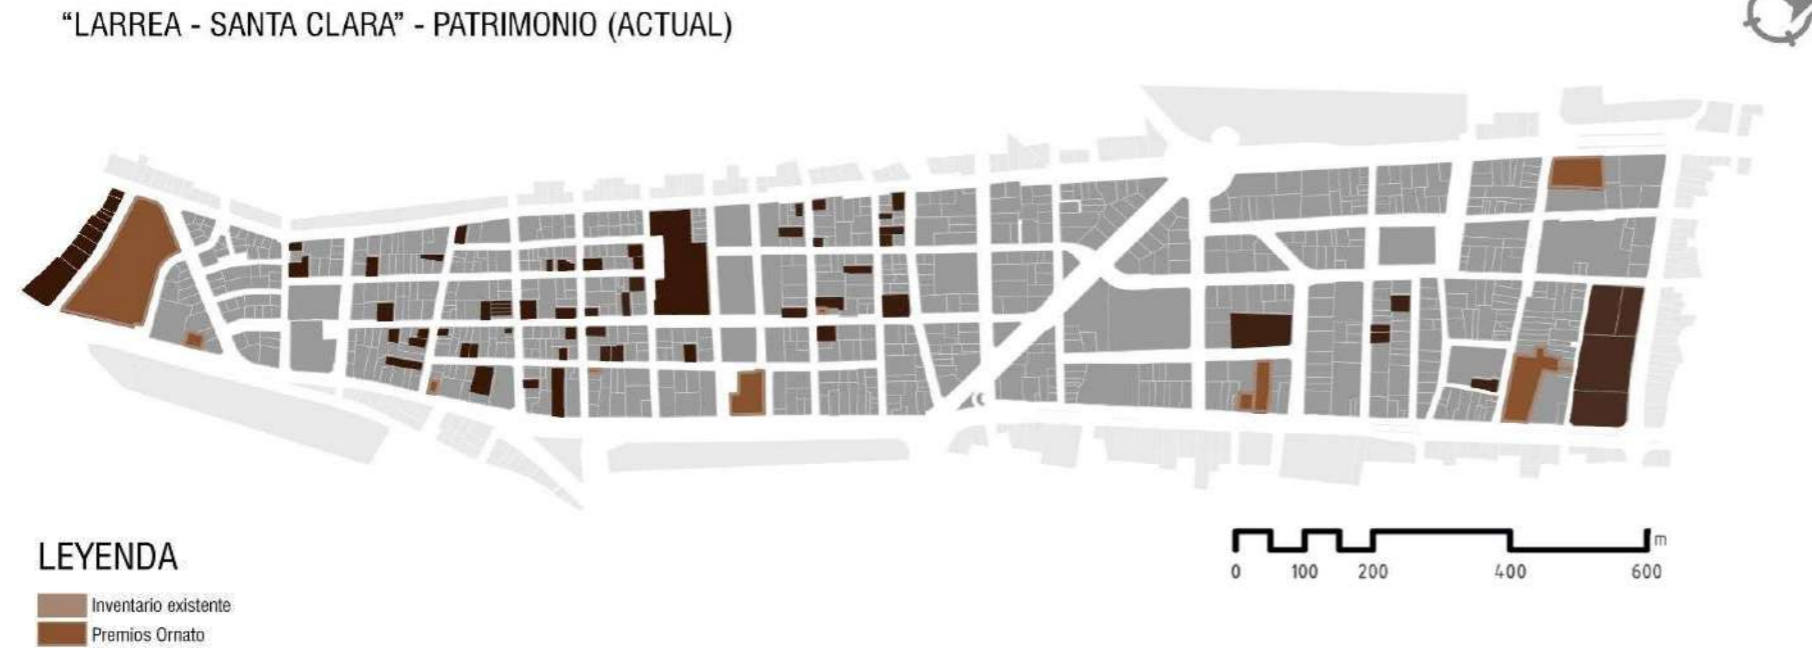 “LARREA - SANTA CLARA” - PATRIMONIO (ACTUAL)
m
0 100 200 400 600
LEYENDA
Inventario existente
Premios Ornato